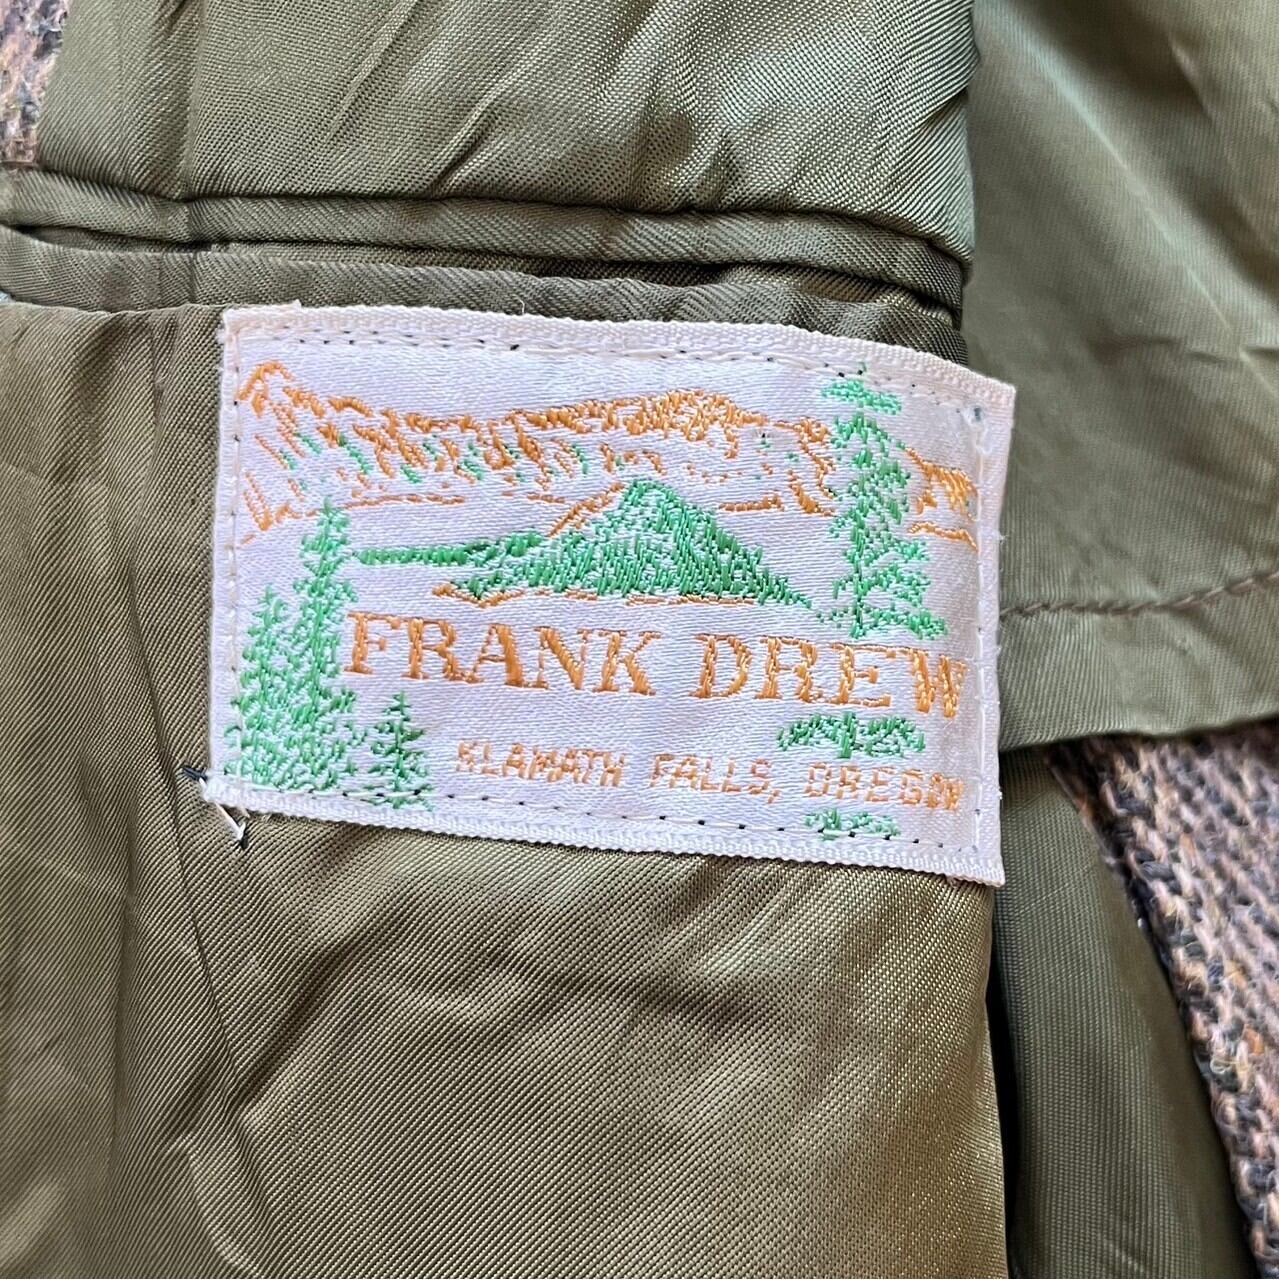 FRANK DREW
KLAMATH FALLS, OREGON